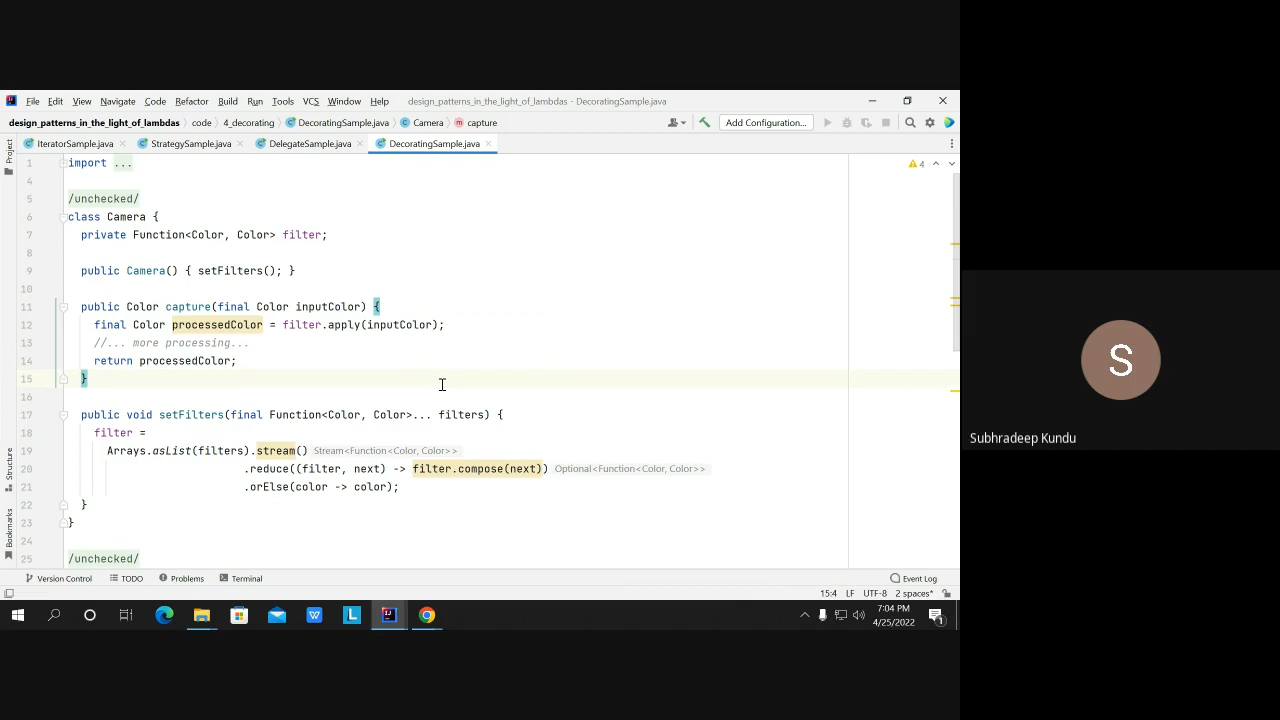 File Edit View Navigate Code Refactor Build Run Tools VCS Window Help design_patterns_in_the_light_of_lambdas - DecoratingSample.java
design_patterns_in_the_light_of_lambdas code 4_decorating DecoratingSample.java Camera capture Add Configuration...
IteratorSample.java StrategySample.java DelegateSample.java DecoratingSample.java
Project
1 import ...
4
4
5 /unchecked/
6 class Camera {
7 private Function<Color, Color> filter;
8
9 public Camera() { setFilters(); }
10
11 public Color capture(final Color inputColor) {
12 final Color processedColor = filter.apply(inputColor);
13 //... more processing...
14 return processedColor;
15 }
16
17 public void setFilters(final Function<Color, Color>... filters) {
18 filter =
19 Arrays.asList(filters).stream() Stream<Function<Color, Color>>
20 .reduce((filter, next) -> filter.compose(next)) Optional<Function<Color, Color>>
21 .orElse(color -> color);
22 }
23 }
24
25 /unchecked/
Structure
Bookmarks
Version Control TODO Problems Terminal Event Log
15:4 LF UTF-8 2 spaces*
7:04 PM
4/25/2022
1
S
Subhradeep Kundu